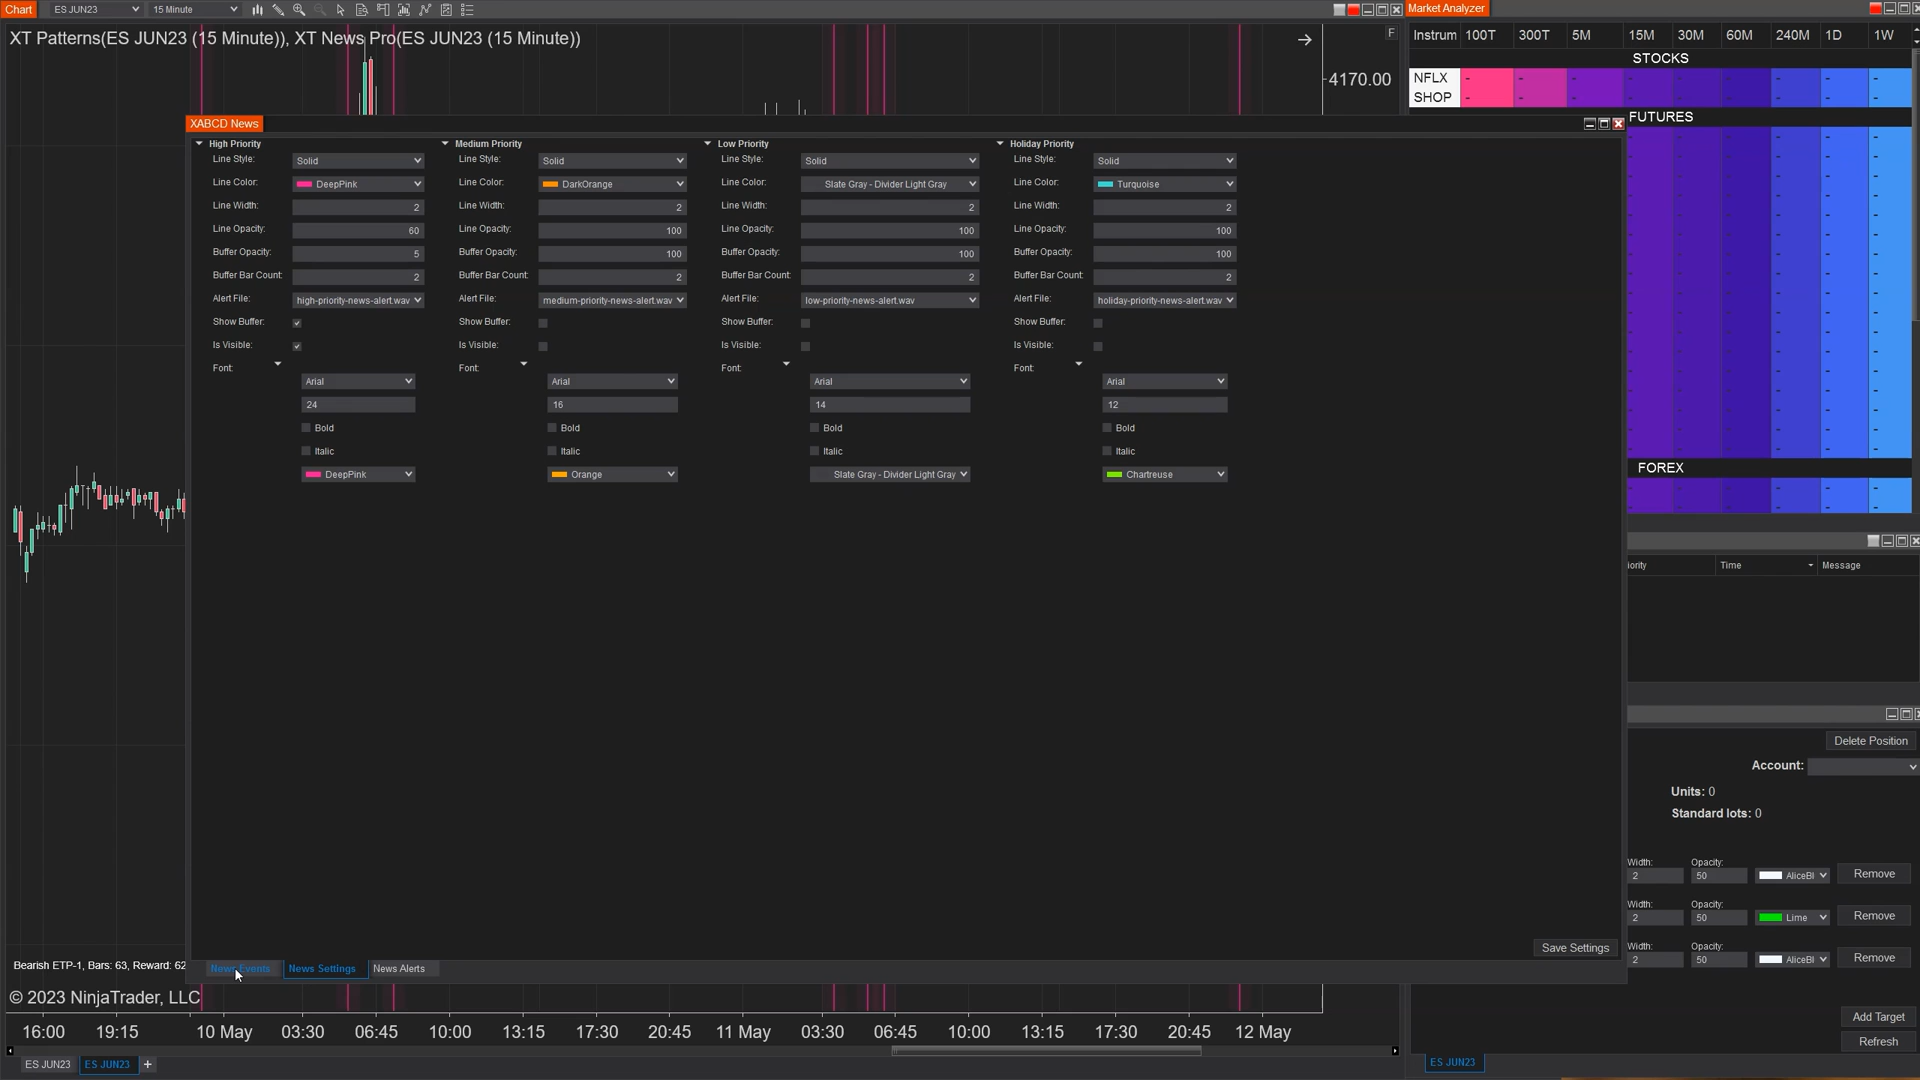 Chart
ES JUN23
15 Minute
Market Analyzer
XT Patterns(ES JUN23 (15 Minute)), XT News Pro(ES JUN23 (15 Minute))
F
4170.00
Instrum 100T 300T 5M 15M 30M 60M 240M 1D 1W
STOCKS
NFLX
SHOP
FUTURES
FOREX
XABCD News
High Priority
Line Style: Solid
Line Color: DeepPink
Line Width: 2
Line Opacity: 60
Buffer Opacity: 5
Buffer Bar Count: 2
Alert File: high-priority-news-alert.wav
Show Buffer:
Is Visible:
Font:
Arial
24
Bold
Italic
DeepPink
Medium Priority
Line Style: Solid
Line Color: DarkOrange
Line Width: 2
Line Opacity: 100
Buffer Opacity: 100
Buffer Bar Count: 2
Alert File: medium-priority-news-alert.wav
Show Buffer:
Is Visible:
Font:
Arial
16
Bold
Italic
Orange
Low Priority
Line Style: Solid
Line Color: Slate Gray - Divider Light Gray
Line Width: 2
Line Opacity: 100
Buffer Opacity: 100
Buffer Bar Count: 2
Alert File: low-priority-news-alert.wav
Show Buffer:
Is Visible:
Font:
Arial
14
Bold
Italic
Slate Gray - Divider Light Gray
Holiday Priority
Line Style: Solid
Line Color: Turquoise
Line Width: 2
Line Opacity: 100
Buffer Opacity: 100
Buffer Bar Count: 2
Alert File: holiday-priority-news-alert.wav
Show Buffer:
Is Visible:
Font:
Arial
12
Bold
Italic
Chartreuse
Save Settings
News Events News Settings News Alerts
iority Time Message
Delete Position
Account:
Units: 0
Standard lots: 0
Width: Opacity:
2 50 AliceBl Remove
Width: Opacity:
2 50 Lime Remove
Width: Opacity:
2 50 AliceBl Remove
Add Target
Refresh
ES JUN23
Bearish ETP-1, Bars: 63, Reward: 62
© 2023 NinjaTrader, LLC
16:00 19:15 10 May 03:30 06:45 10:00 13:15 17:30 20:45 11 May 03:30 06:45 10:00 13:15 17:30 20:45 12 May
ES JUN23 ES JUN23 +